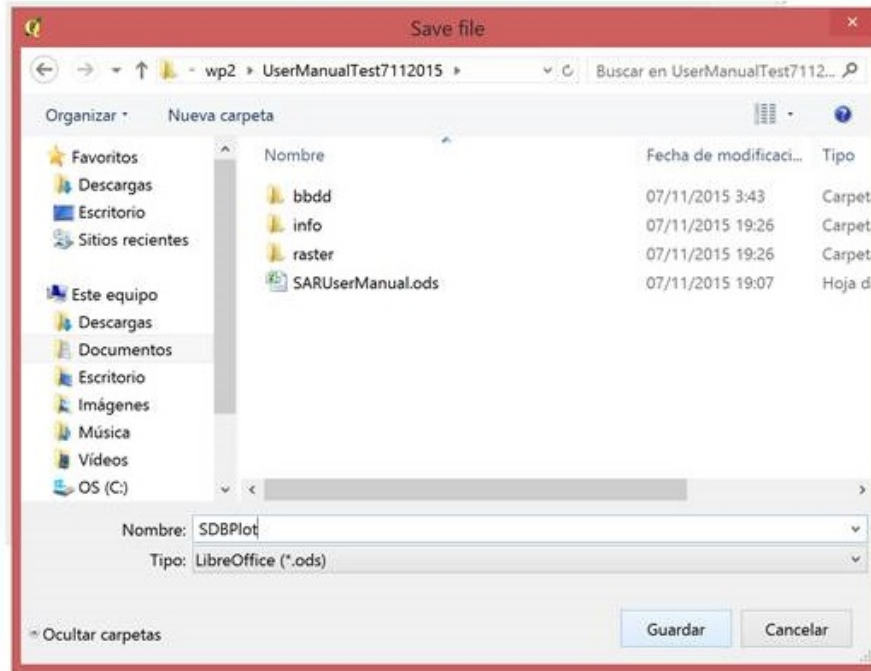 Save file
wp2 ▸ UserManualTest7112015 ▸ Buscar en UserManualTest7112...
Organizar Nueva carpeta
Favoritos
Descargas
Escritorio
Sitios recientes
Este equipo
Descargas
Documentos
Escritorio
Imágenes
Música
Vídeos
OS (C:)
Nombre Fecha de modificaci... Tipo
bbdd 07/11/2015 3:43 Carpet
info 07/11/2015 19:26 Carpet
raster 07/11/2015 19:26 Carpet
SARUserManual.ods 07/11/2015 19:07 Hoja d
Nombre: SDBPlot
Tipo: LibreOffice (*.ods)
Ocultar carpetas Guardar Cancelar